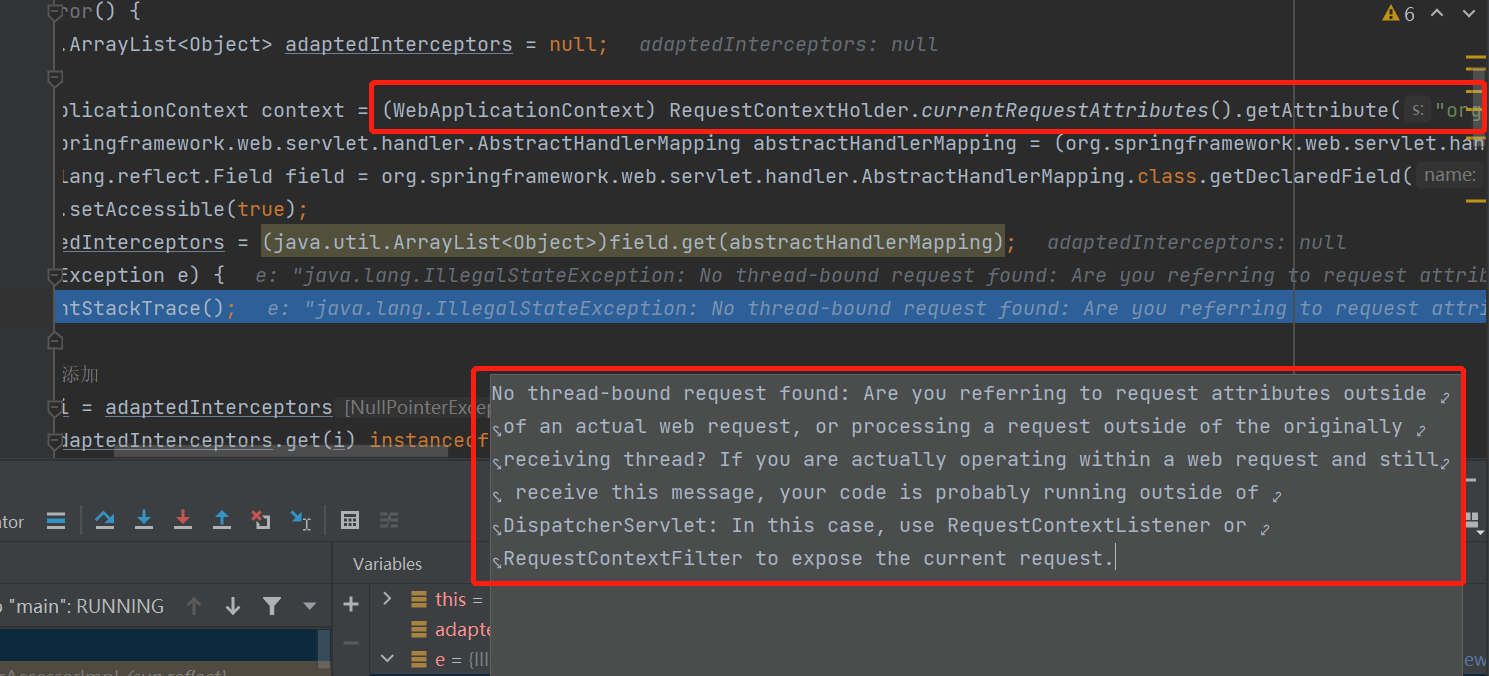 ror() {
.ArrayList<Object> adaptedInterceptors = null; adaptedInterceptors: null
6
plicationContext context = (WebApplicationContext) RequestContextHolder.currentRequestAttributes().getAttribute( s: "org
pringframework.web.servlet.handler.AbstractHandlerMapping abstractHandlerMapping = (org.springframework.web.servlet.han
lang.reflect.Field field = org.springframework.web.servlet.handler.AbstractHandlerMapping.class.getDeclaredField( name:
.setAccessible(true);
edInterceptors = (java.util.ArrayList<Object>)field.get(abstractHandlerMapping); adaptedInterceptors: null
Exception e) { e: "java.lang.IllegalStateException: No thread-bound request found: Are you referring to request attrib
ntStackTrace(); e: "java.lang.IllegalStateException: No thread-bound request found: Are you referring to request attri
添加
i = adaptedInterceptors [NullPointerExcep
daptedInterceptors.get(i) instanceof
No thread-bound request found: Are you referring to request attributes outside
of an actual web request, or processing a request outside of the originally
receiving thread? If you are actually operating within a web request and still
receive this message, your code is probably running outside of
DispatcherServlet: In this case, use RequestContextListener or
RequestContextFilter to expose the current request.
ator
Variables
"main": RUNNING
this =
adapte
e = {Ill
ew
rAccessorImpl (sun.reflect)